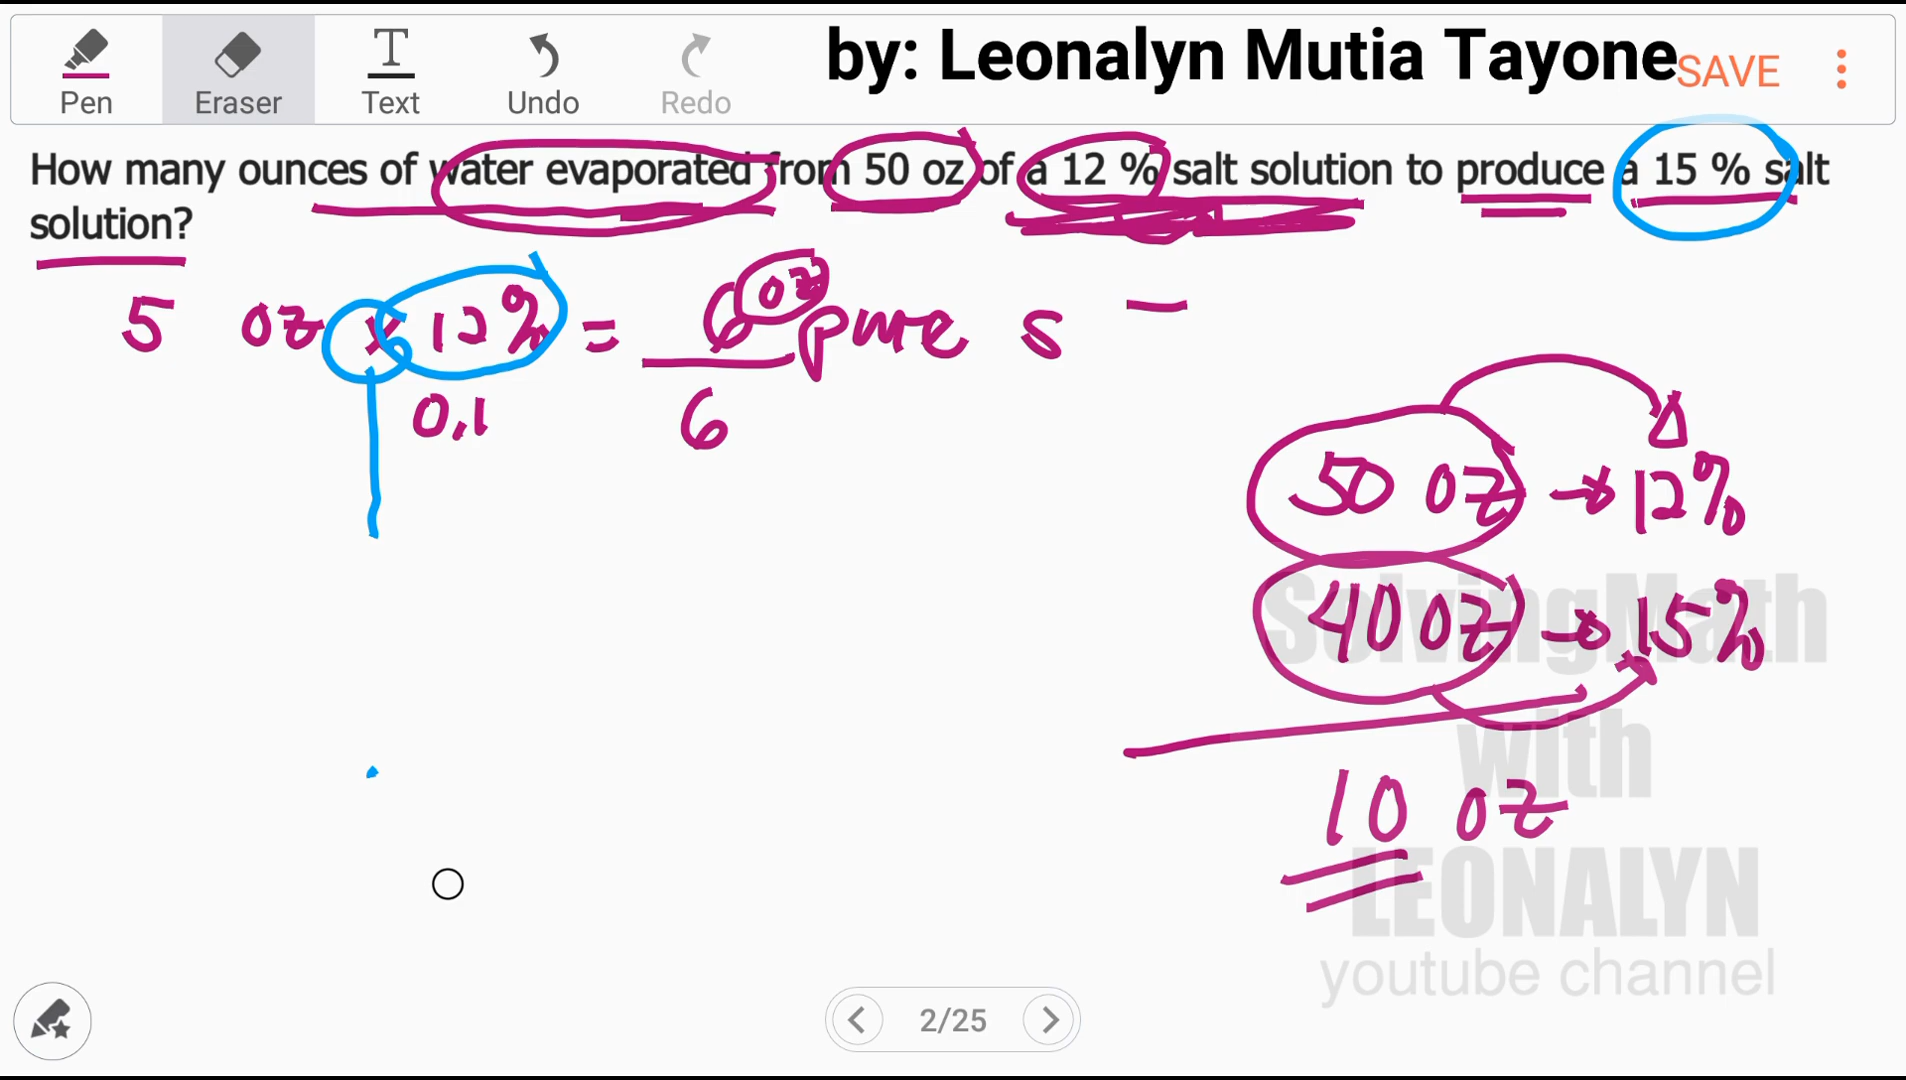 by: Leonalyn Mutia Tayone
SAVE
Pen
Eraser
Text
Undo
Redo
How many ounces of water evaporated from 50 oz of a 12 % salt solution to produce a 15 % salt
solution?
5 oz x 12% = 6 oz pure s
0.1
6
50 oz → 12%
40 oz → 15%
10 oz
SolvingMath
with
LEONALYN
youtube channel
2/25